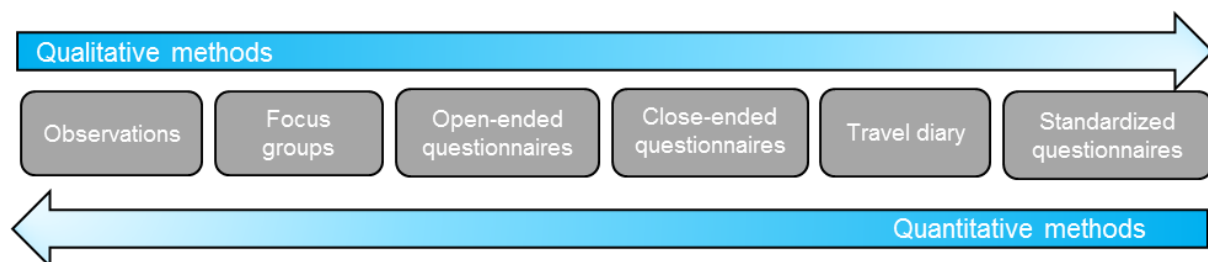 Qualitative methods
Observations
Focus
groups
Open-ended
questionnaires
Close-ended
questionnaires
Travel diary
Standardized
questionnaires
Quantitative methods